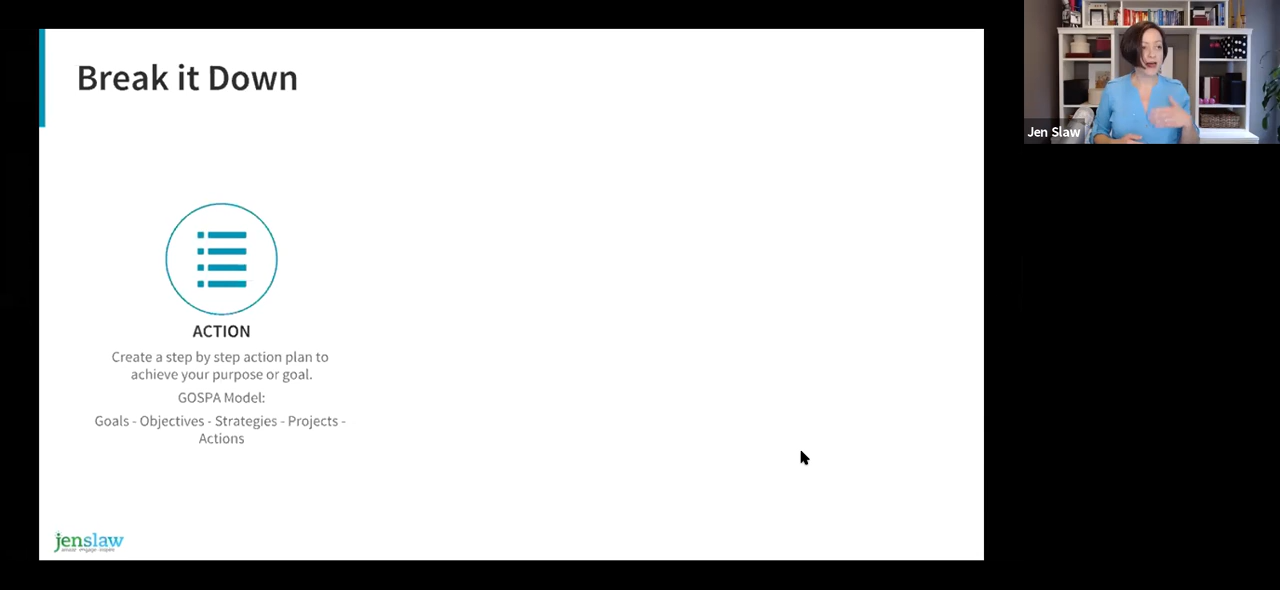 Break it Down
Jen Slaw
ACTION
Create a step by step action plan to
achieve your purpose or goal.
GOSPA Model:
Goals - Objectives - Strategies - Projects -
Actions
jenslaw